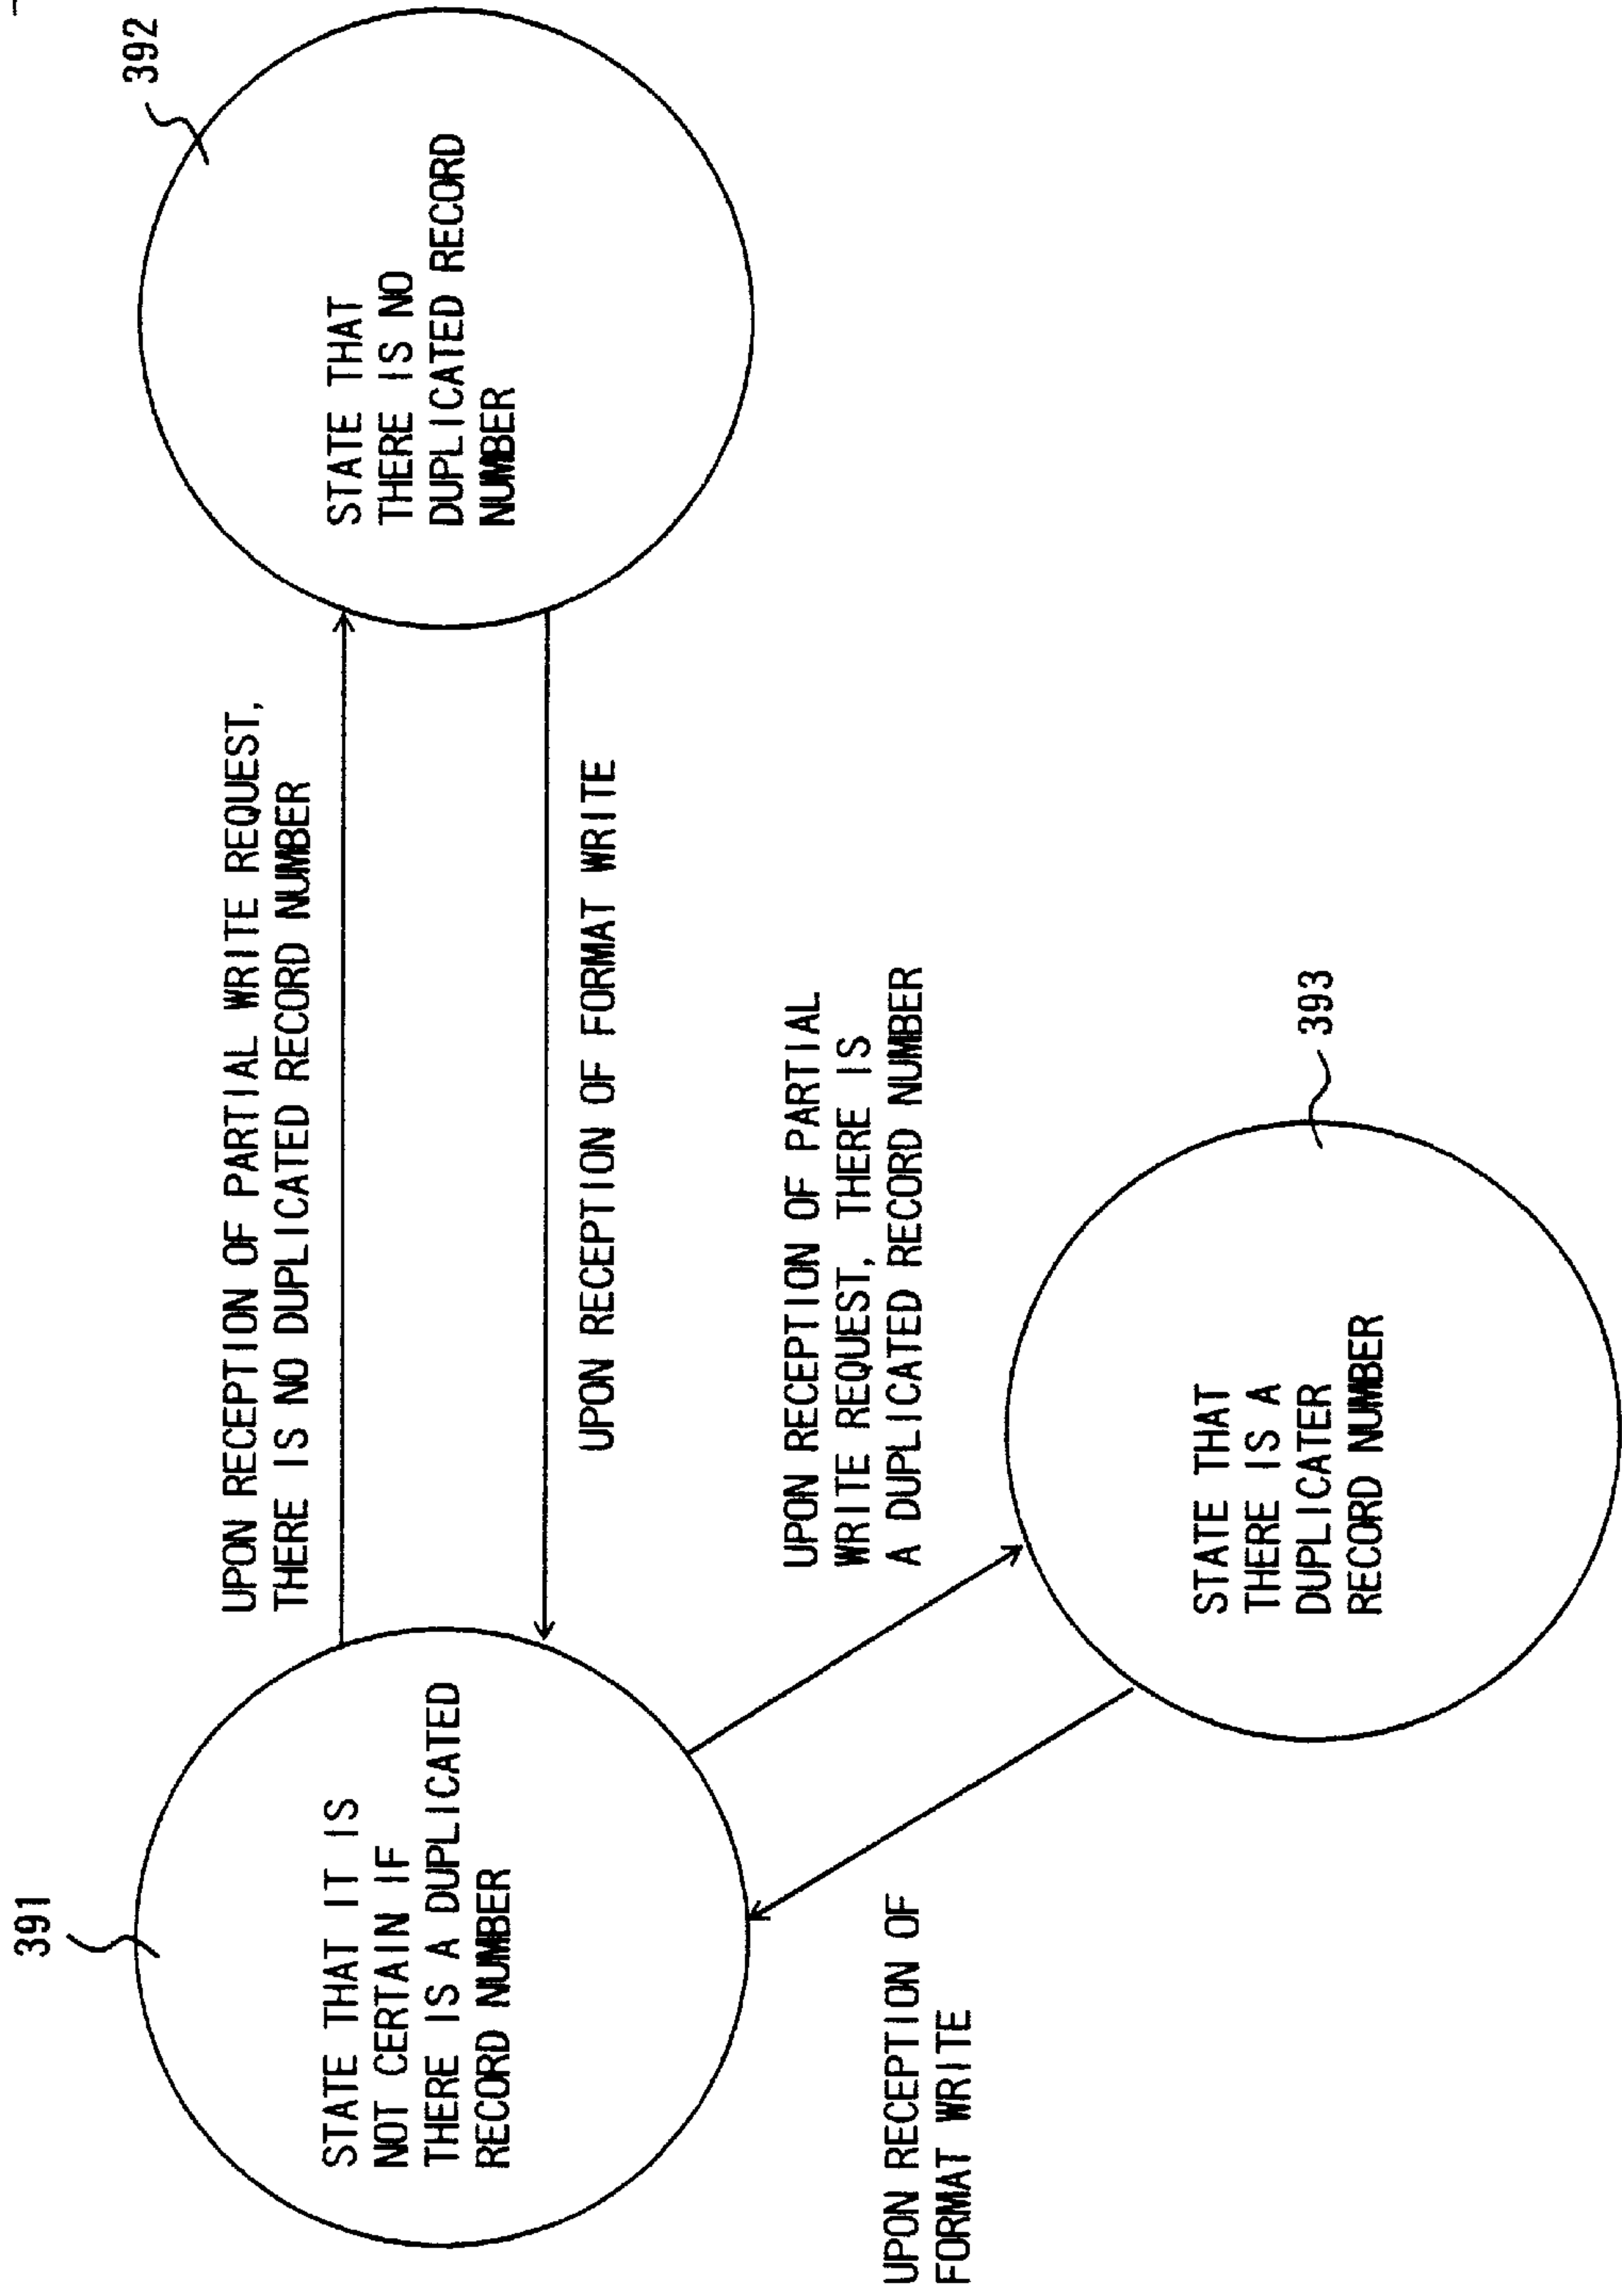 391
STATE THAT IT IS
NOT CERTAIN IF
THERE IS A DUPLICATED
RECORD NUMBER
UPON RECEPTION OF PARTIAL WRITE REQUEST,
THERE IS NO DUPLICATED RECORD NUMBER
392
STATE THAT
THERE IS NO
DUPLICATED RECORD
NUMBER
UPON RECEPTION OF FORMAT WRITE
UPON RECEPTION OF PARTIAL
WRITE REQUEST, THERE IS
A DUPLICATED RECORD NUMBER
UPON RECEPTION OF
FORMAT WRITE
393
STATE THAT
THERE IS A
DUPLICATER
RECORD NUMBER